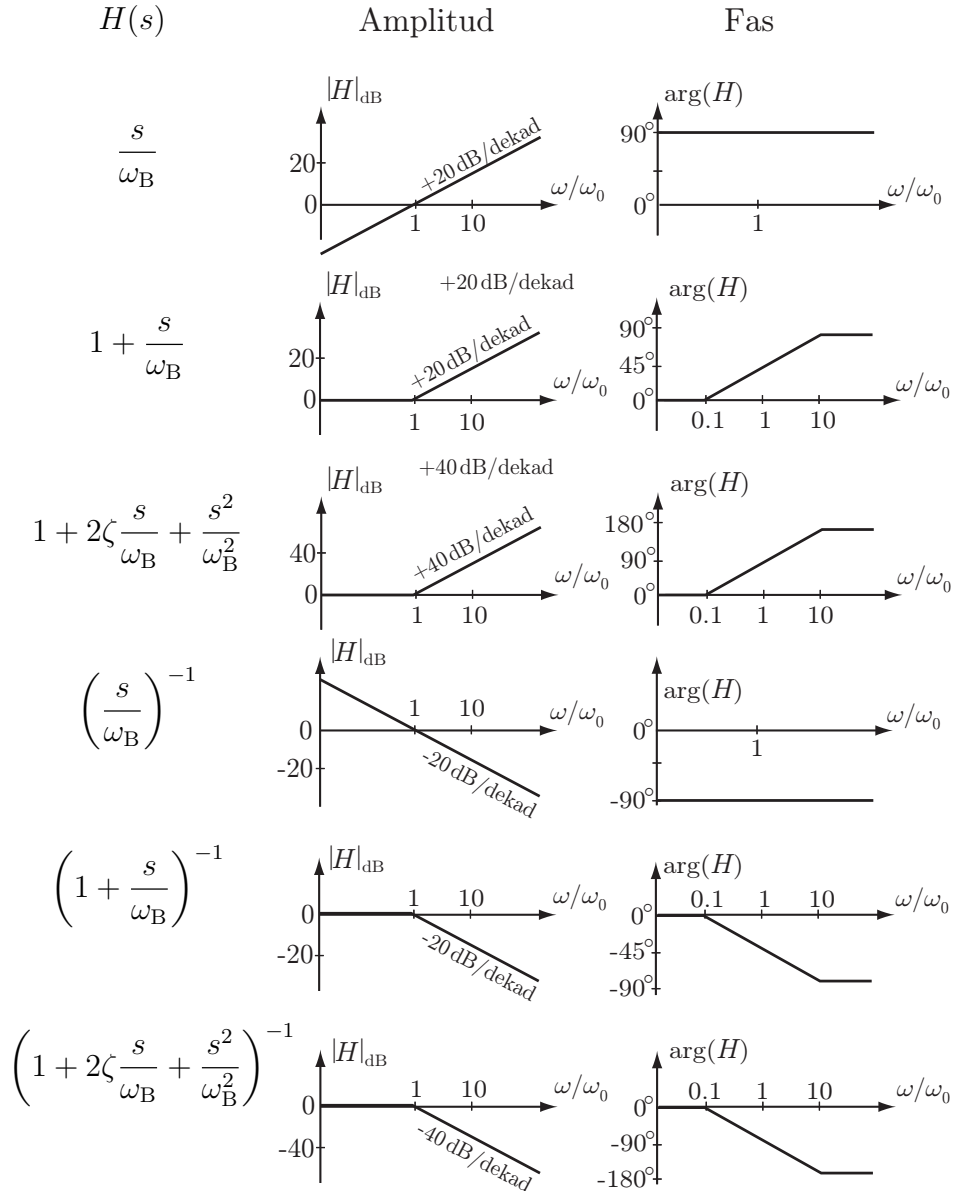 H(s) Amplitud Fas
s/ω_B
|H|_dB
20
0
1 10
+20 dB/dekad
ω/ω_0
arg(H)
90°
0°
1
ω/ω_0
1 + s/ω_B
|H|_dB
+20 dB/dekad
20
0
1 10
+20 dB/dekad
ω/ω_0
arg(H)
90°
45°
0°
0.1 1 10
ω/ω_0
1 + 2ζ s/ω_B + s²/ω_B²
|H|_dB
+40 dB/dekad
40
0
1 10
+40 dB/dekad
ω/ω_0
arg(H)
180°
90°
0°
0.1 1 10
ω/ω_0
(s/ω_B)^−1
|H|_dB
1 10
ω/ω_0
0
-20
-20 dB/dekad
arg(H)
ω/ω_0
0°
1
-90°
(1 + s/ω_B)^−1
|H|_dB
1 10
ω/ω_0
0
-20
-20 dB/dekad
arg(H)
0.1 1 10
ω/ω_0
0°
-45°
-90°
(1 + 2ζ s/ω_B + s²/ω_B²)^−1
|H|_dB
1 10
ω/ω_0
0
-40
-40 dB/dekad
arg(H)
0.1 1 10
ω/ω_0
0°
-90°
-180°